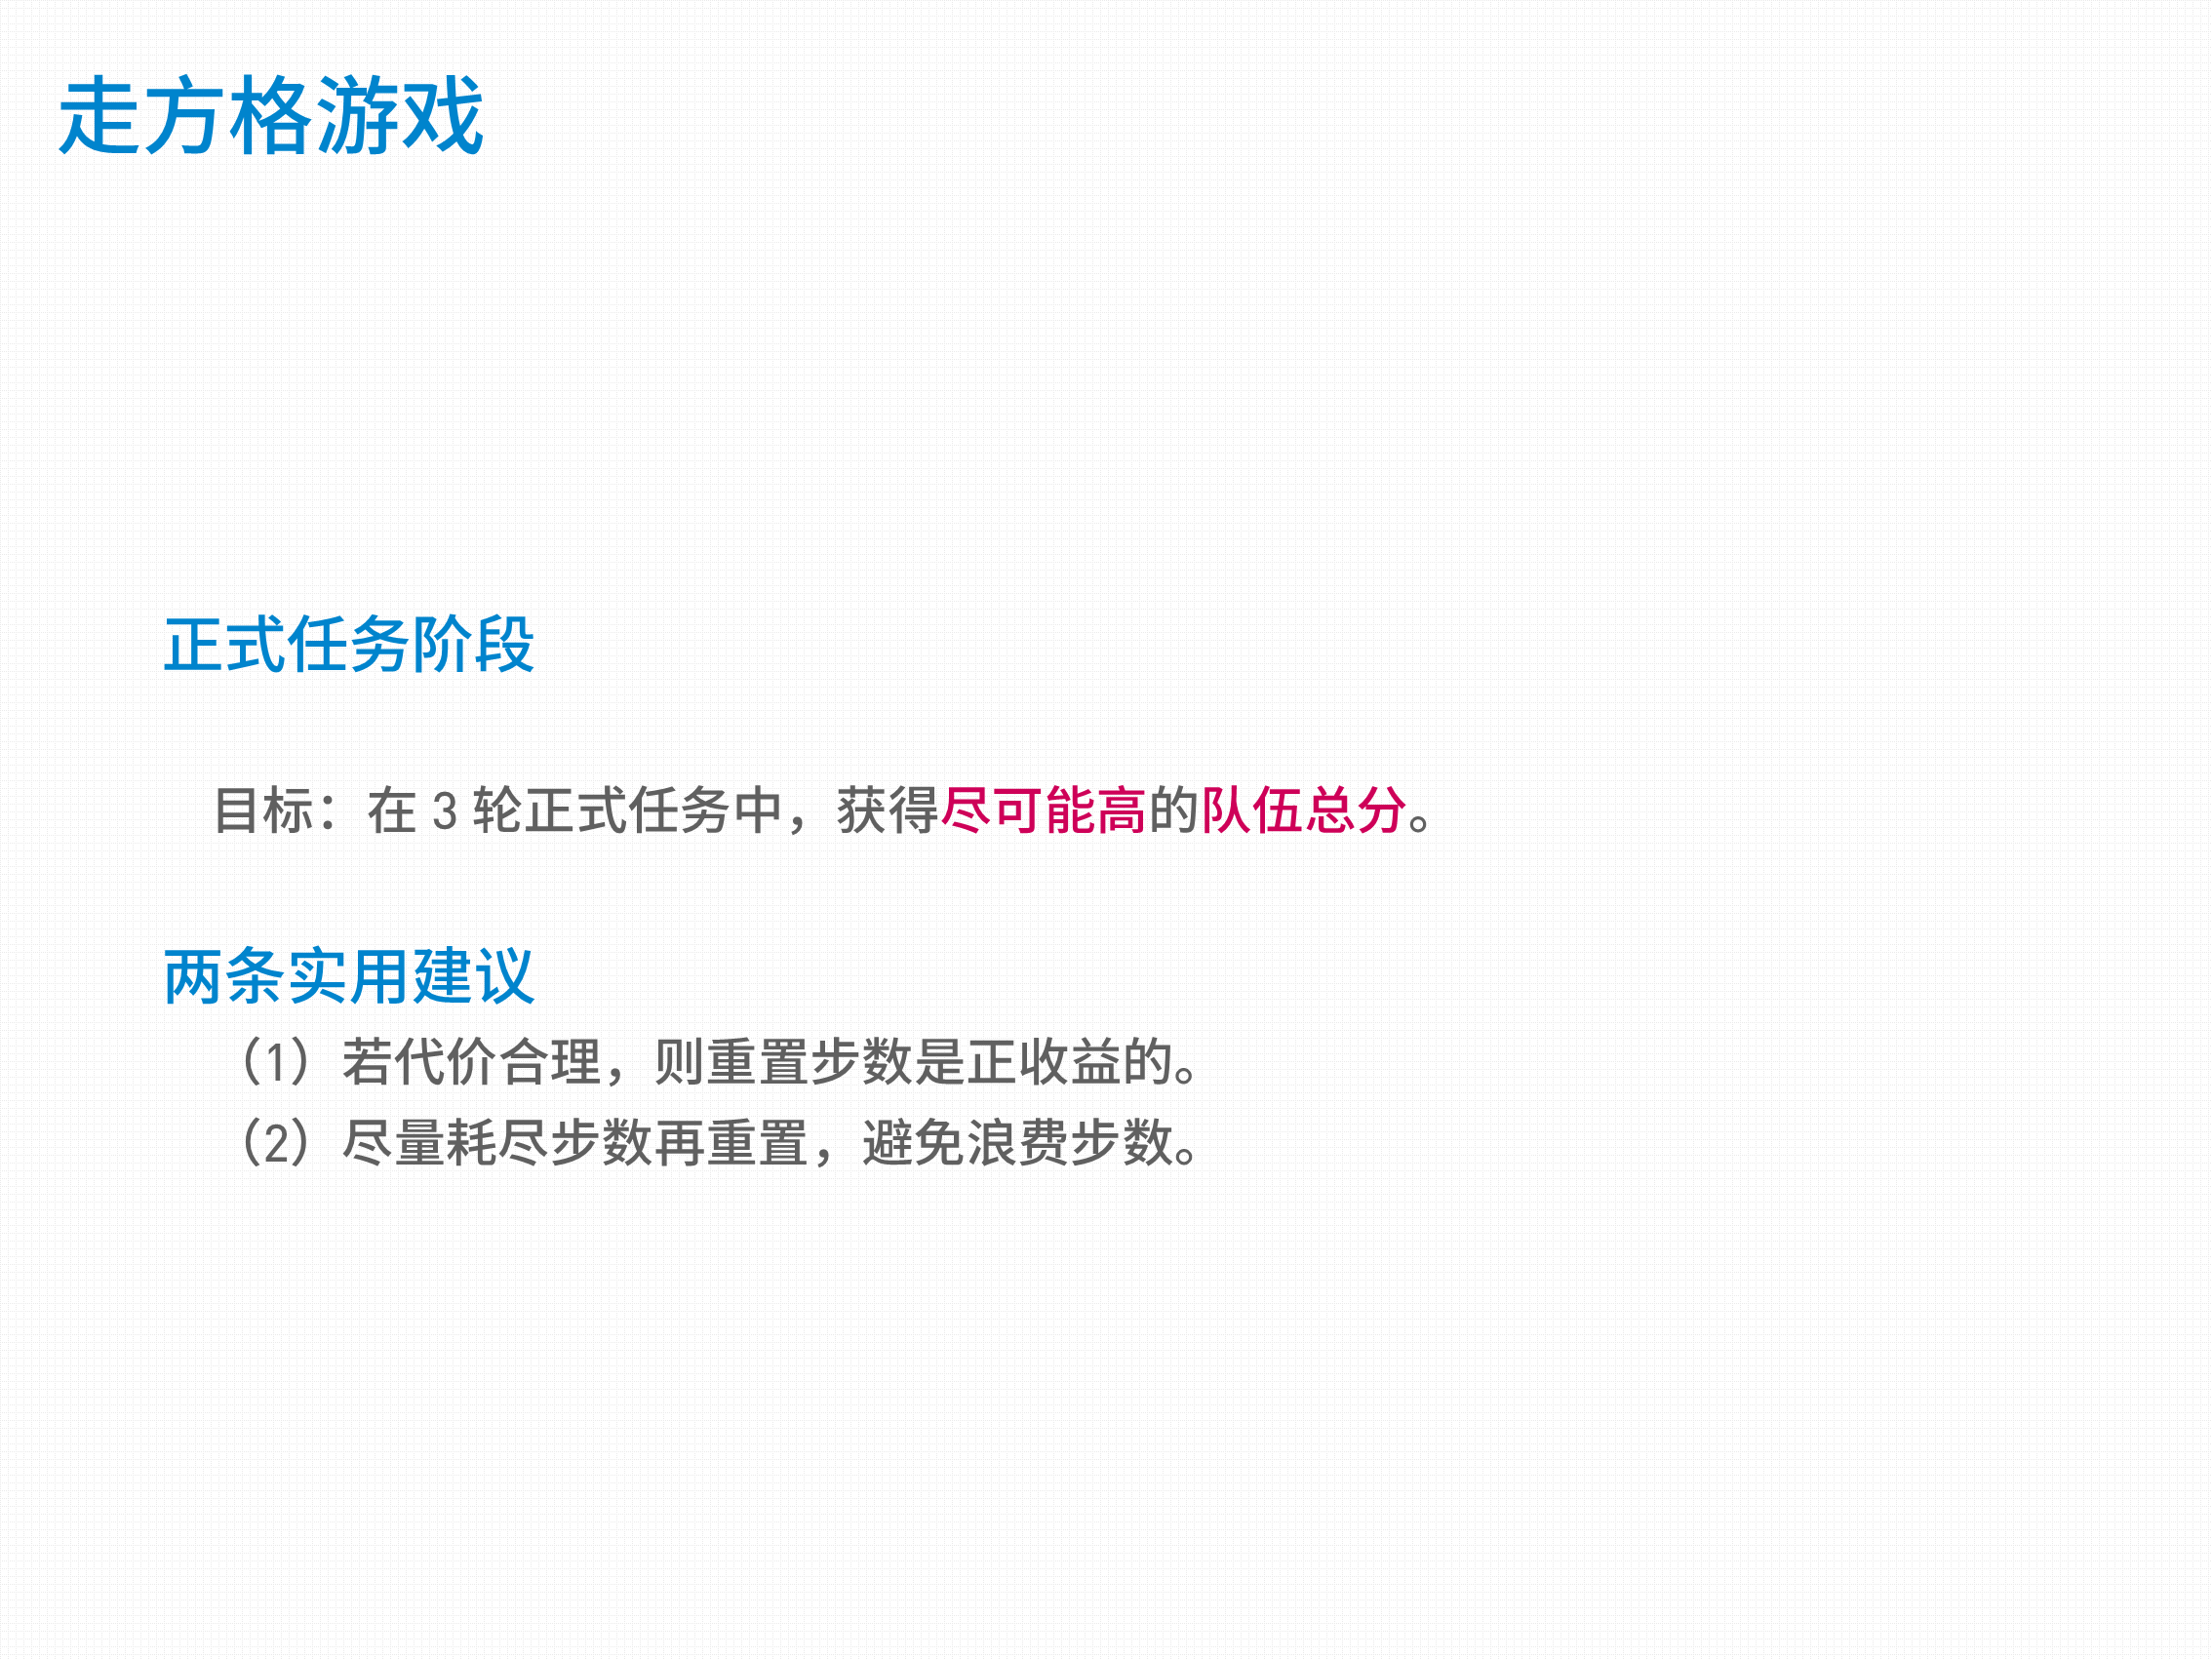 走方格游戏
正式任务阶段
目标：在 3 轮正式任务中，获得尽可能高的队伍总分。
两条实用建议
（1）若代价合理，则重置步数是正收益的。
（2）尽量耗尽步数再重置，避免浪费步数。